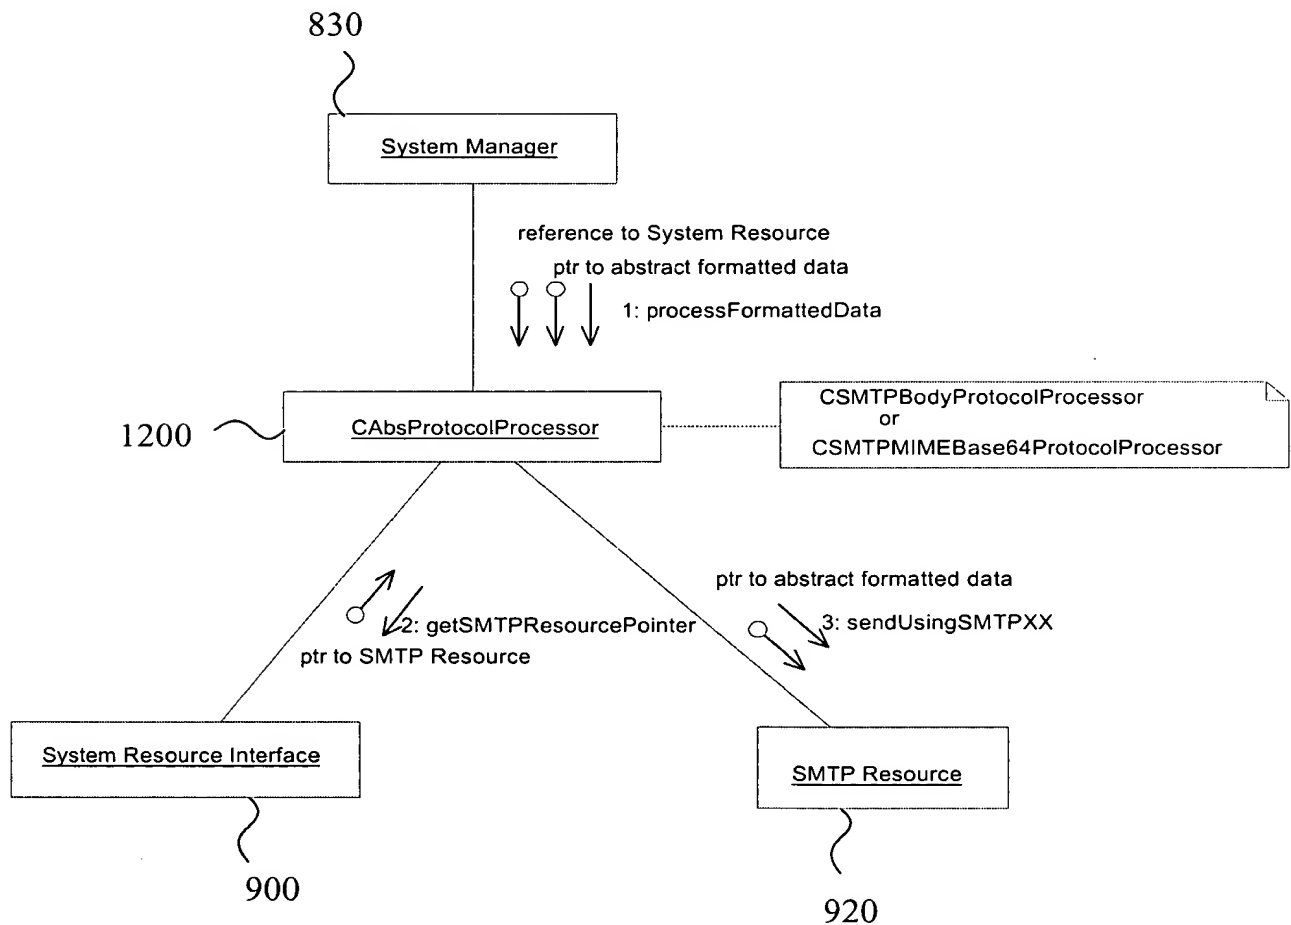 830
System Manager
reference to System Resource
ptr to abstract formatted data
1: processFormattedData
1200
CAbsProtocolProcessor
CSMTPBodyProtocolProcessor
or
CSMTPMIMEBase64ProtocolProcessor
ptr to abstract formatted data
3: sendUsingSMTPXX
2: getSMTPResourcePointer
ptr to SMTP Resource
System Resource Interface
SMTP Resource
900
920